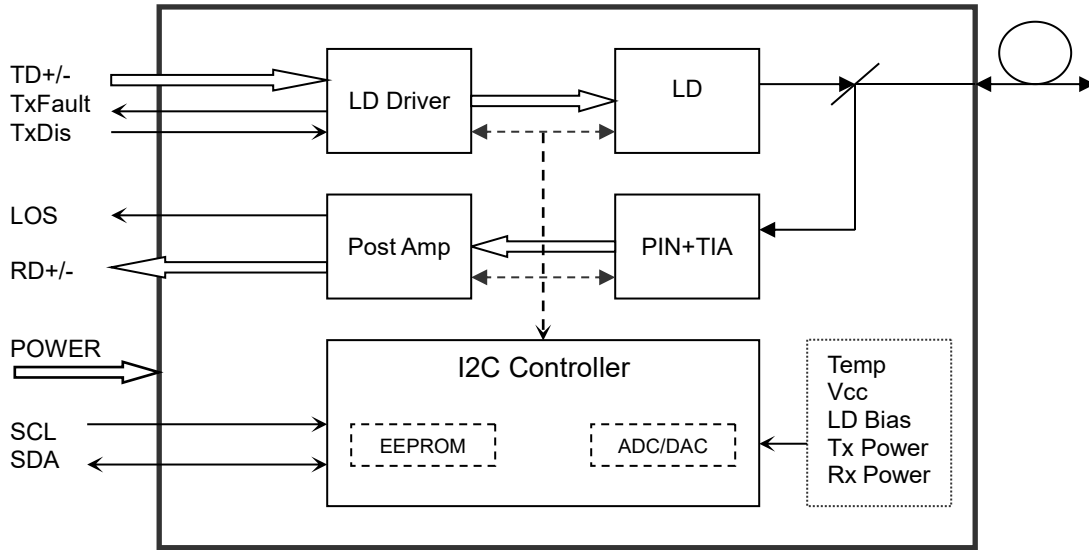 TD+/-
TxFault
TxDis
LD Driver
LD
LOS
RD+/-
Post Amp
PIN+TIA
POWER
I2C Controller
EEPROM
ADC/DAC
SCL
SDA
Temp
Vcc
LD Bias
Tx Power
Rx Power